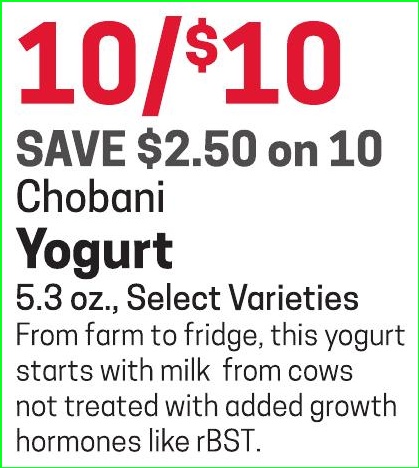 10/$10
SAVE $2.50 on 10
Chobani
Yogurt
5.3 oz., Select Varieties
From farm to fridge, this yogurt
starts with milk from cows
not treated with added growth
hormones like rBST.